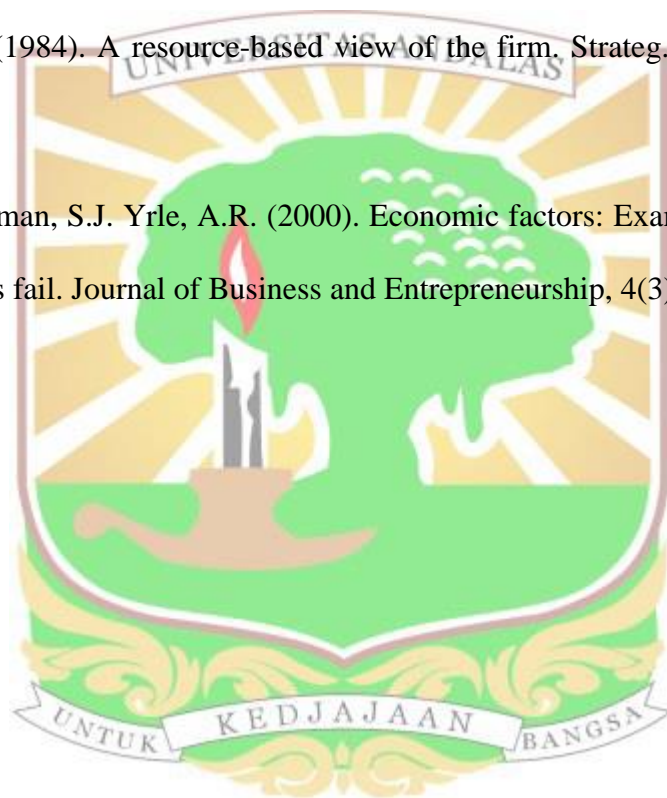 (1984). A resource-based view of the firm. Strateg.
UNIVERSITAS ANDALAS
man, S.J. Yrle, A.R. (2000). Economic factors: Exar
s fail. Journal of Business and Entrepreneurship, 4(3)
UNTUK KEDJAJAAN BANGSA